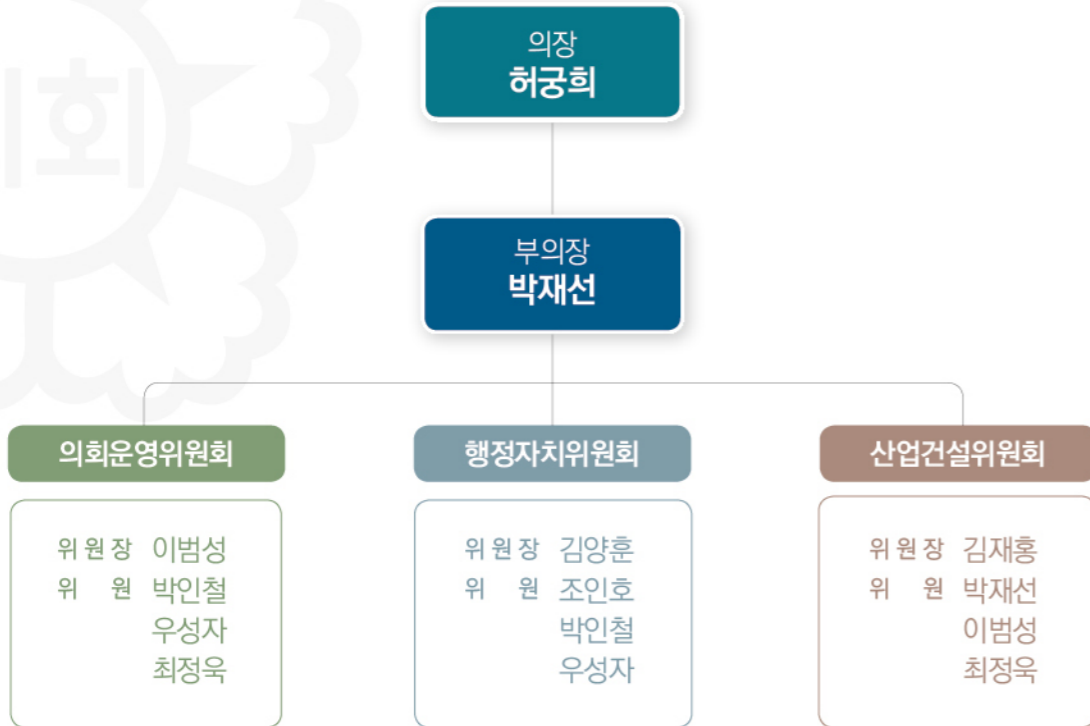 의회
의장
허궁희
부의장
박재선
의회운영위원회
위원장 이범성
위 원 박인철
우성자
최정욱
행정자치위원회
위원장 김양훈
위 원 조인호
박인철
우성자
산업건설위원회
위원장 김재홍
위 원 박재선
이범성
최정욱